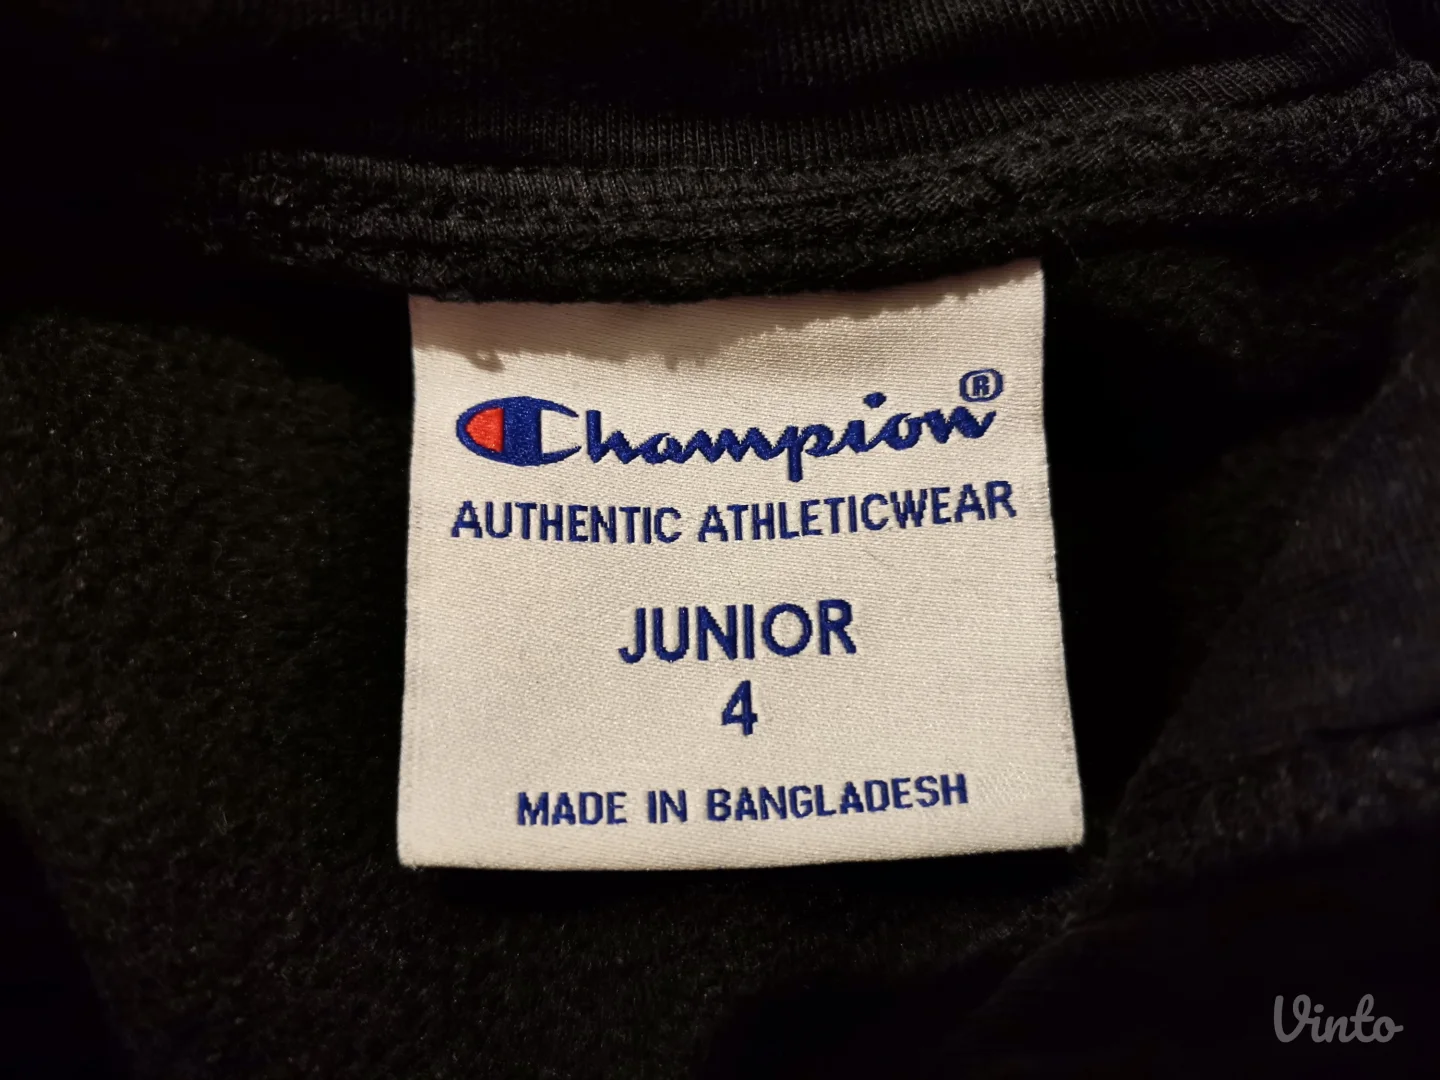 Champion®
AUTHENTIC ATHLETICWEAR
JUNIOR
4
MADE IN BANGLADESH
Vinto